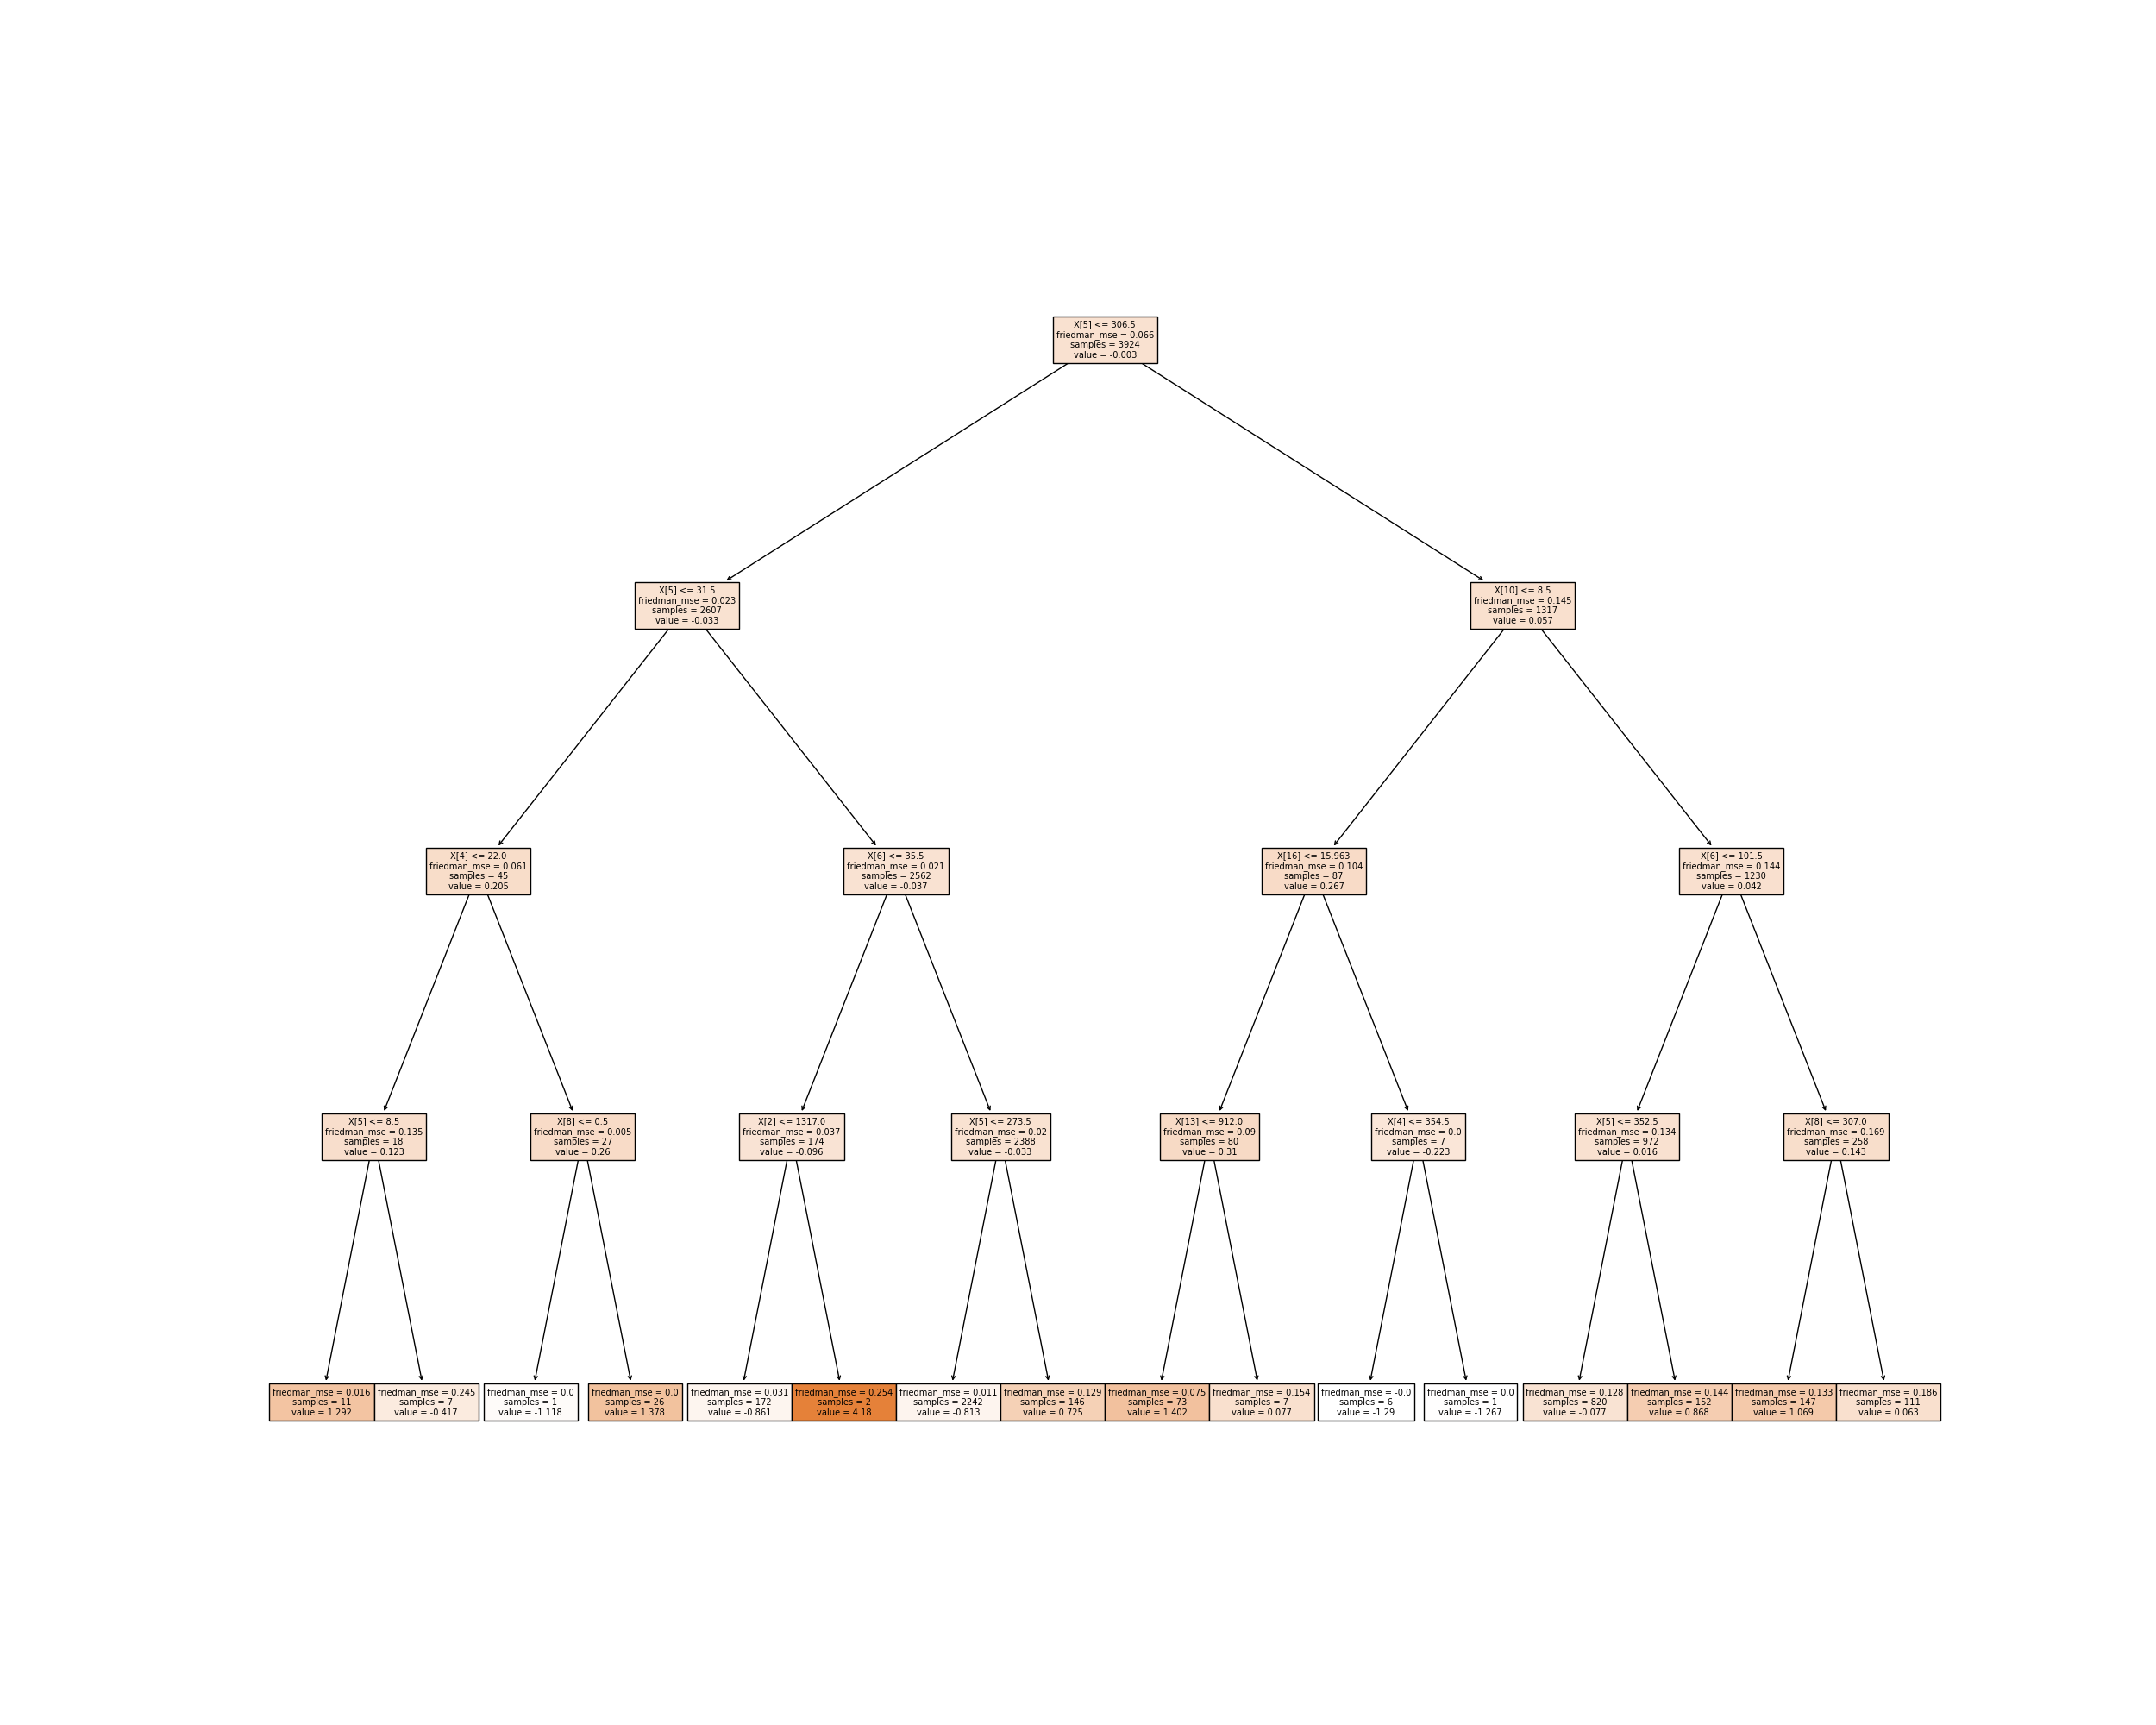 X[5] <= 306.5
friedman_mse = 0.066
samples = 3924
value = -0.003
X[5] <= 31.5
friedman_mse = 0.023
samples = 2607
value = -0.033
X[10] <= 8.5
friedman_mse = 0.145
samples = 1317
value = 0.057
X[4] <= 22.0
friedman_mse = 0.061
samples = 45
value = 0.205
X[6] <= 35.5
friedman_mse = 0.021
samples = 2562
value = -0.037
X[16] <= 15.963
friedman_mse = 0.104
samples = 87
value = 0.267
X[6] <= 101.5
friedman_mse = 0.144
samples = 1230
value = 0.042
X[5] <= 8.5
friedman_mse = 0.135
samples = 18
value = 0.123
X[8] <= 0.5
friedman_mse = 0.005
samples = 27
value = 0.26
X[2] <= 1317.0
friedman_mse = 0.037
samples = 174
value = -0.096
X[5] <= 273.5
friedman_mse = 0.02
samples = 2388
value = -0.033
X[13] <= 912.0
friedman_mse = 0.09
samples = 80
value = 0.31
X[4] <= 354.5
friedman_mse = 0.0
samples = 7
value = -0.223
X[5] <= 352.5
friedman_mse = 0.134
samples = 972
value = 0.016
X[8] <= 307.0
friedman_mse = 0.169
samples = 258
value = 0.143
friedman_mse = 0.016
samples = 11
value = 1.292
friedman_mse = 0.245
samples = 7
value = -0.417
friedman_mse = 0.0
samples = 1
value = -1.118
friedman_mse = 0.0
samples = 26
value = 1.378
friedman_mse = 0.031
samples = 172
value = -0.861
friedman_mse = 0.254
samples = 2
value = 4.18
friedman_mse = 0.011
samples = 2242
value = -0.813
friedman_mse = 0.129
samples = 146
value = 0.725
friedman_mse = 0.075
samples = 73
value = 1.402
friedman_mse = 0.154
samples = 7
value = 0.077
friedman_mse = -0.0
samples = 6
value = -1.29
friedman_mse = 0.0
samples = 1
value = -1.267
friedman_mse = 0.128
samples = 820
value = -0.077
friedman_mse = 0.144
samples = 152
value = 0.868
friedman_mse = 0.133
samples = 147
value = 1.069
friedman_mse = 0.186
samples = 111
value = 0.063